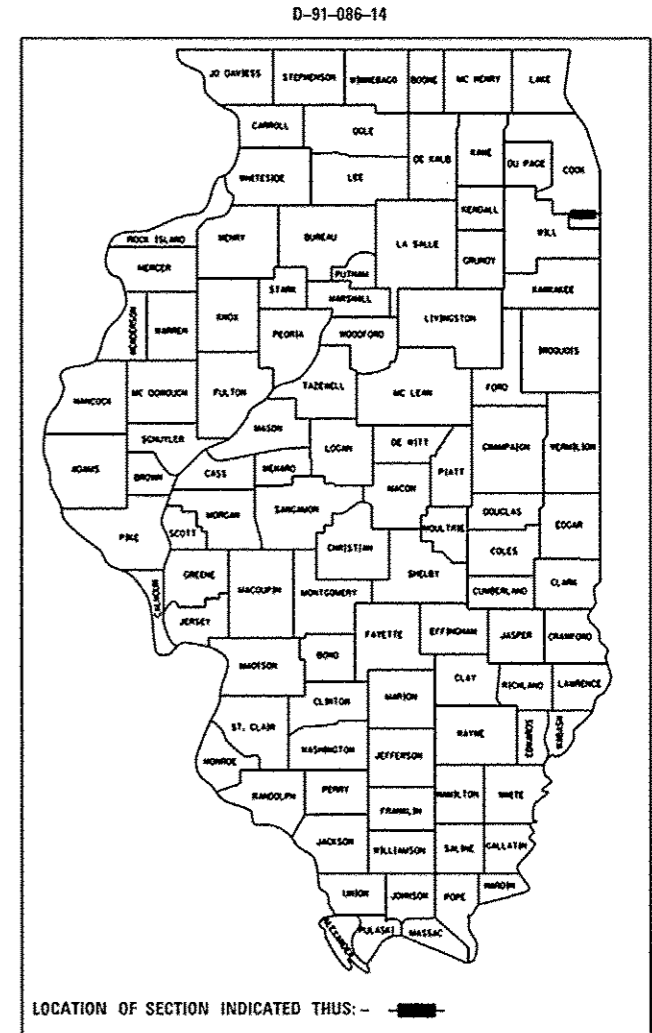 D-91-086-14
JO DAVIESS STEPHENSON WINNEBAGO BOONE MC HENRY LAKE
CARROLL OGLE DE KALB KANE DU PAGE COOK
WHITESIDE LEE KENDALL WILL
ROCK ISLAND HENRY BUREAU LA SALLE GRUNDY
MERCER PUTNAM KANKAKEE
STARK MARSHALL LIVINGSTON
HENDERSON WARREN KNOX PEORIA WOODFORD IROQUOIS
HANCOCK MC DONOUGH FULTON TAZEWELL MC LEAN FORD
MASON
SCHUYLER LOGAN DE WITT CHAMPAIGN VERMILION
ADAMS BROWN CASS MENARD PIATT
MACON
MORGAN SANGAMON DOUGLAS
PIKE SCOTT CHRISTIAN MOULTRIE EDGAR
COLES
GREENE MACOUPIN MONTGOMERY SHELBY CUMBERLAND CLARK
CALHOUN JERSEY
FAYETTE EFFINGHAM JASPER CRAWFORD
MADISON BOND
CLAY RICHLAND LAWRENCE
CLINTON MARION
ST. CLAIR WAYNE EDWARDS WABASH
WASHINGTON JEFFERSON
MONROE
RANDOLPH PERRY HAMILTON WHITE
FRANKLIN
JACKSON WILLIAMSON SALINE GALLATIN
UNION JOHNSON POPE HARDIN
ALEXANDER PULASKI MASSAC
LOCATION OF SECTION INDICATED THUS: -